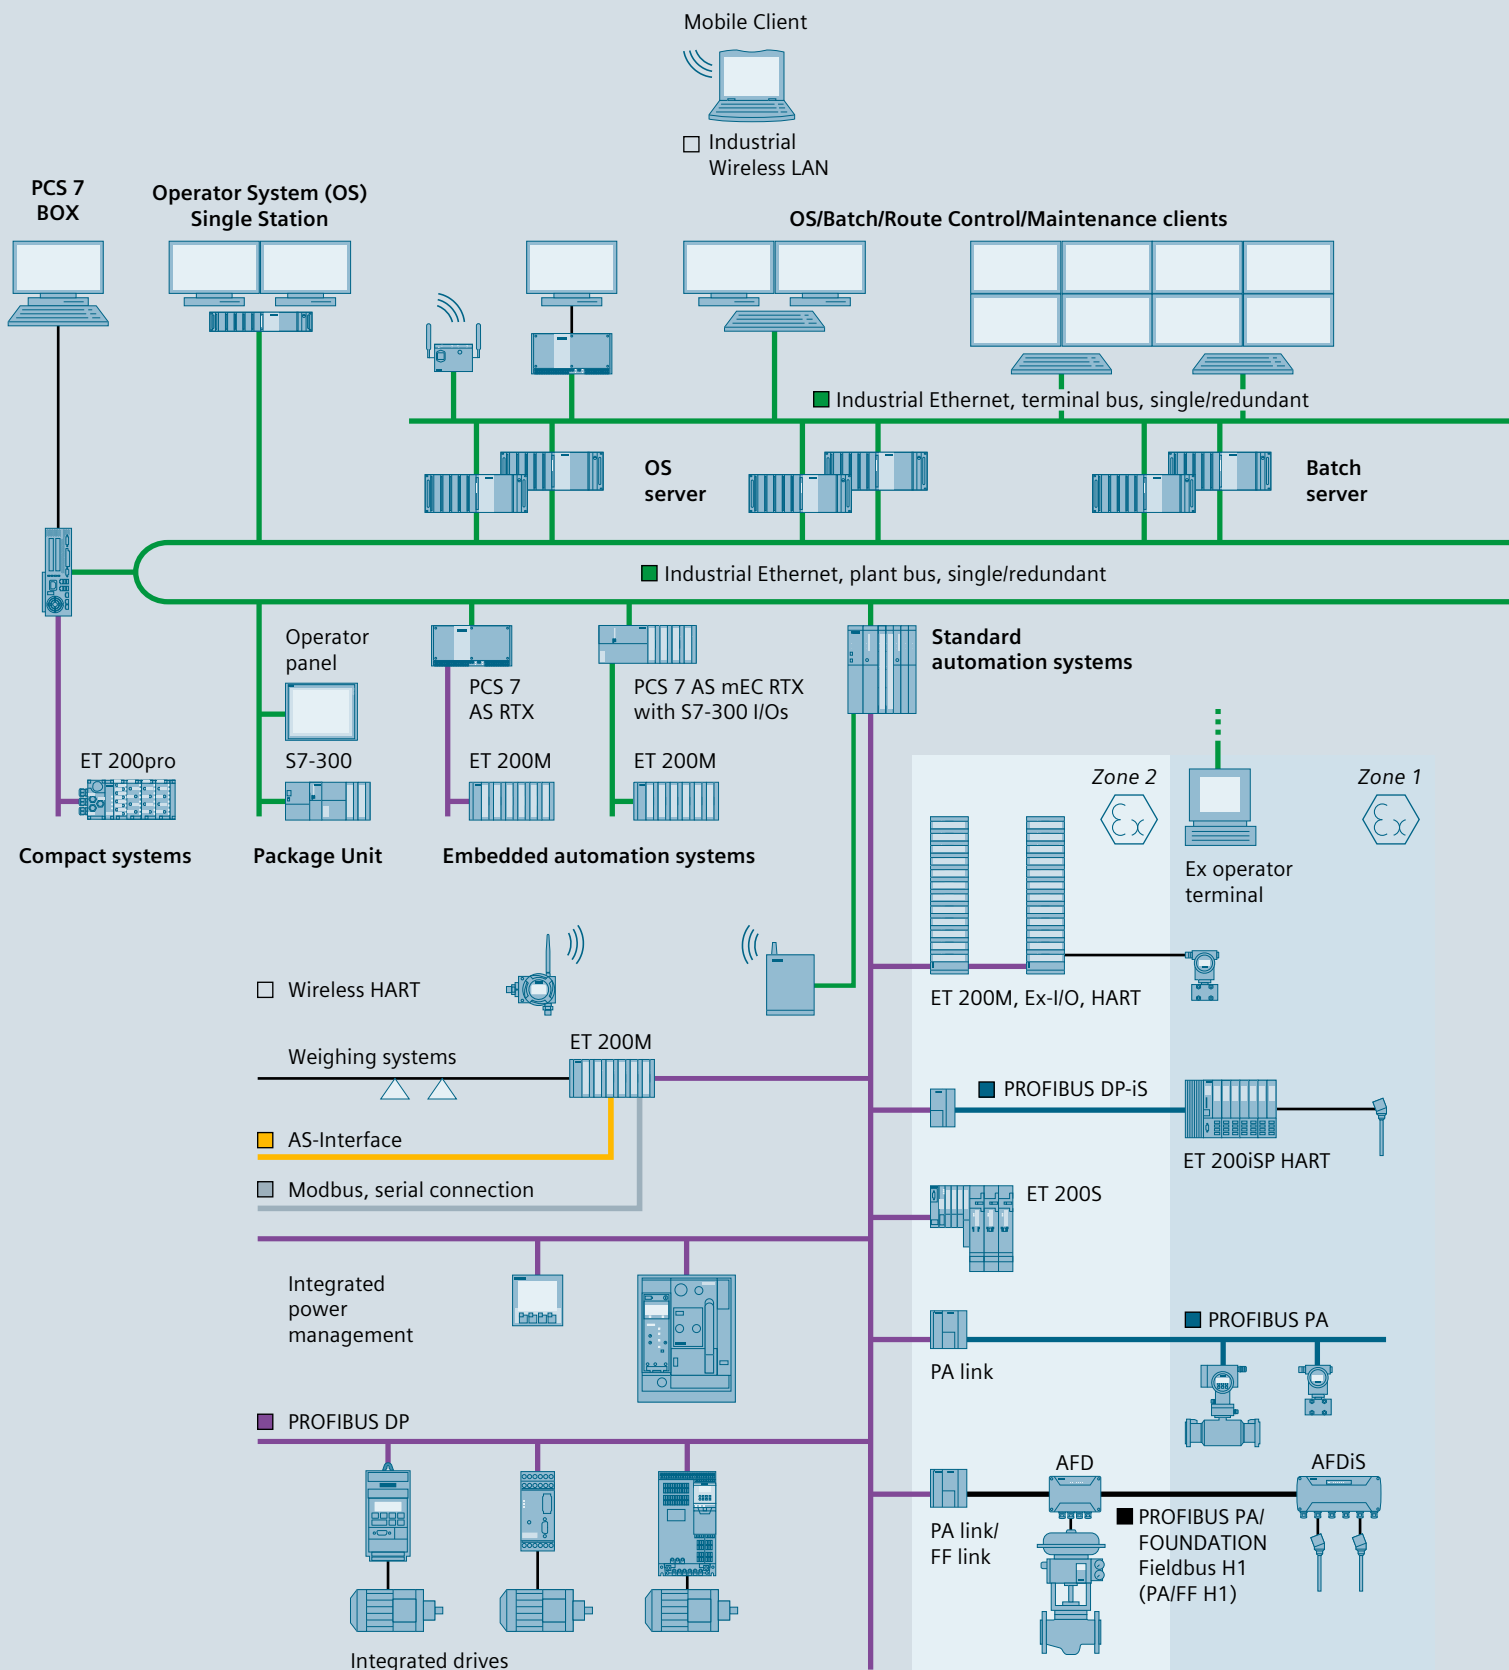 Mobile Client
Industrial
Wireless LAN
PCS 7
BOX
Operator System (OS)
Single Station
OS/Batch/Route Control/Maintenance clients
Industrial Ethernet, terminal bus, single/redundant
OS
server
Batch
server
Industrial Ethernet, plant bus, single/redundant
Operator
panel
PCS 7
AS RTX
PCS 7 AS mEC RTX
with S7-300 I/Os
Standard
automation systems
ET 200pro
S7-300
ET 200M
ET 200M
Compact systems
Package Unit
Embedded automation systems
Zone 2
Zone 1
εx
εx
Ex operator
terminal
Wireless HART
ET 200M, Ex-I/O, HART
ET 200M
Weighing systems
PROFIBUS DP-iS
AS-Interface
ET 200iSP HART
Modbus, serial connection
ET 200S
Integrated
power
management
PROFIBUS PA
PA link
PROFIBUS DP
AFD
AFDiS
PA link/
FF link
PROFIBUS PA/
FOUNDATION
Fieldbus H1
(PA/FF H1)
Integrated drives